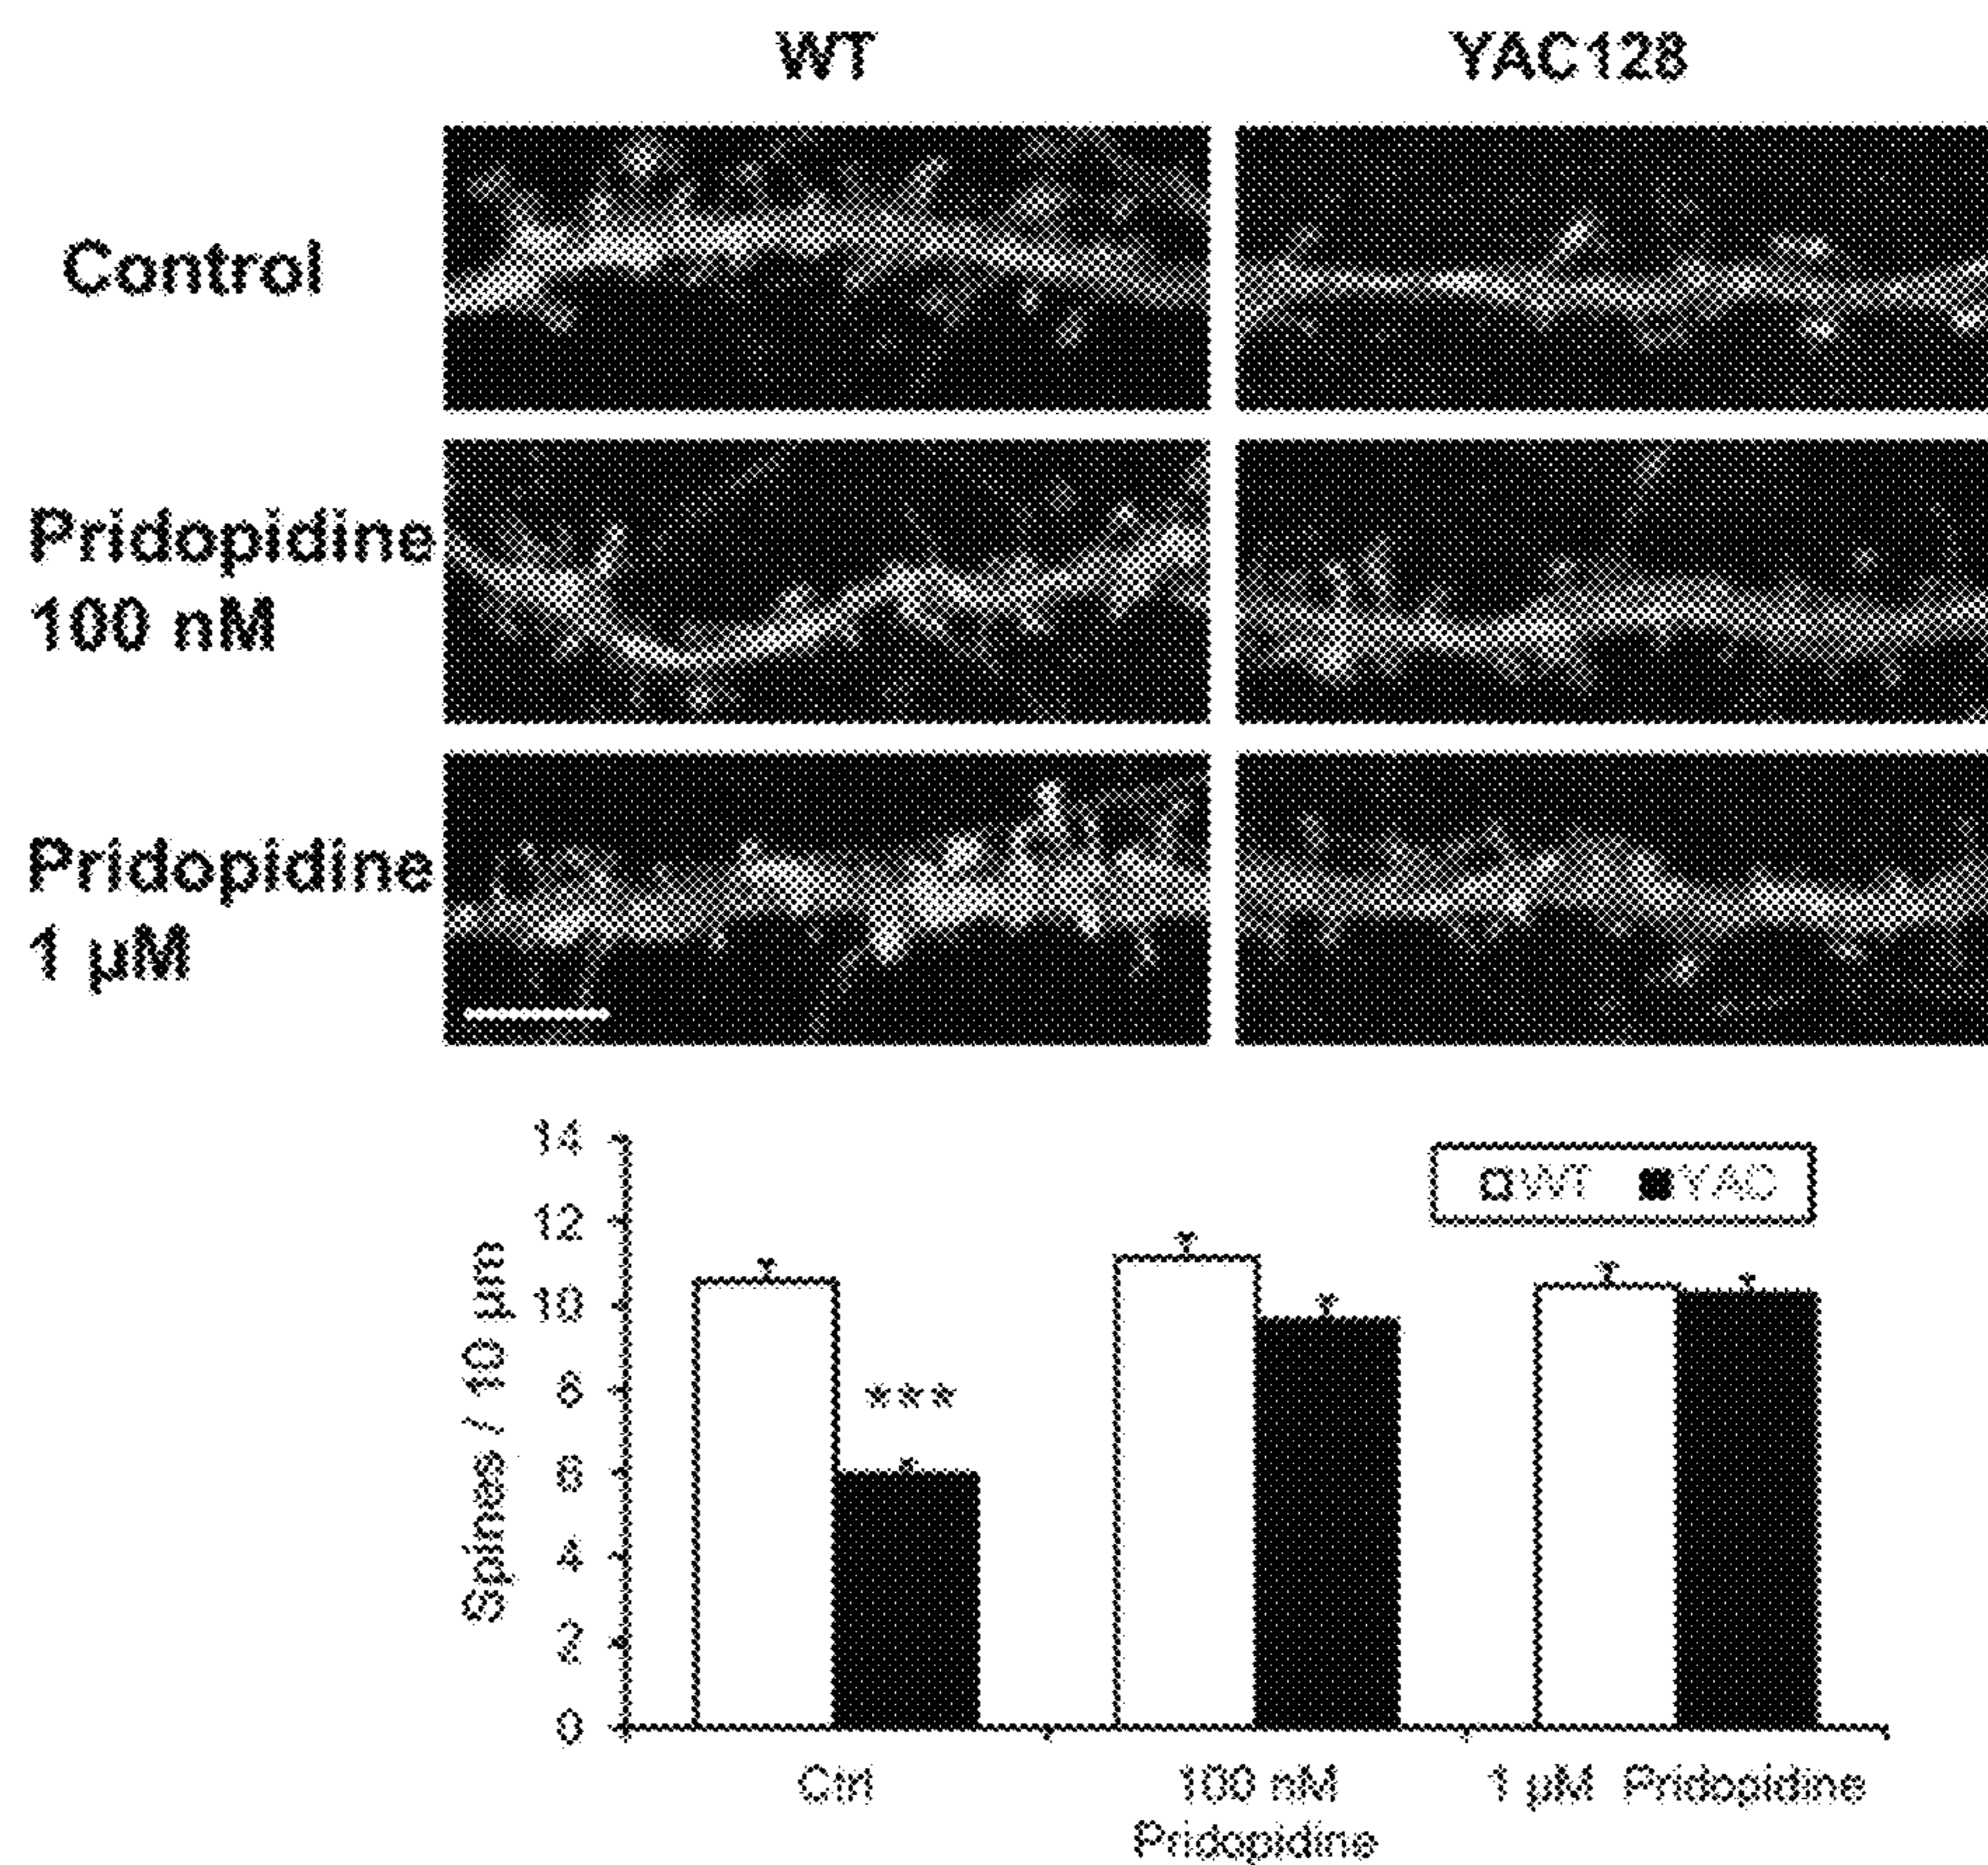 WT YAC128
Control
Pridopidine
100 nM
Pridopidine
1 µM
14
12
10
8
6
4
2
0
Spines / 10 µm
WT YAC
***
Ctrl 100 nM 1 µM Pridopidine
Pridopidine